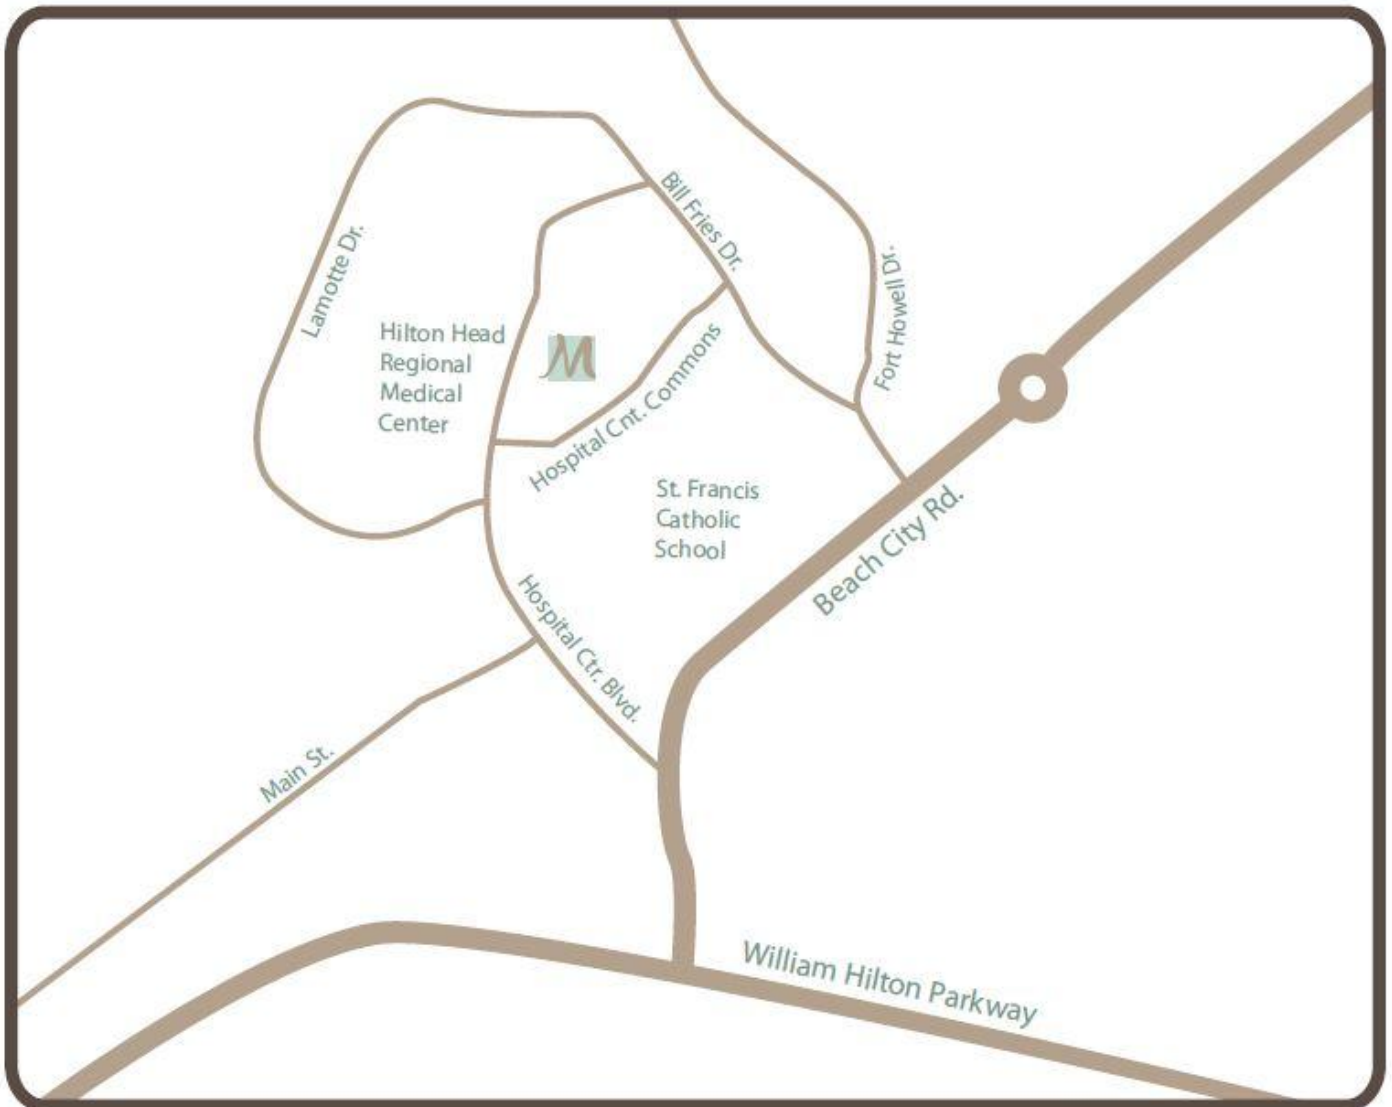 Bill Fries Dr.
Lamotte Dr.
Fort Howell Dr.
Hilton Head
Regional
Medical
Center
M
Hospital Cnt. Commons
St. Francis
Catholic
School
Beach City Rd.
Hospital Ctr. Blvd.
Main St.
William Hilton Parkway